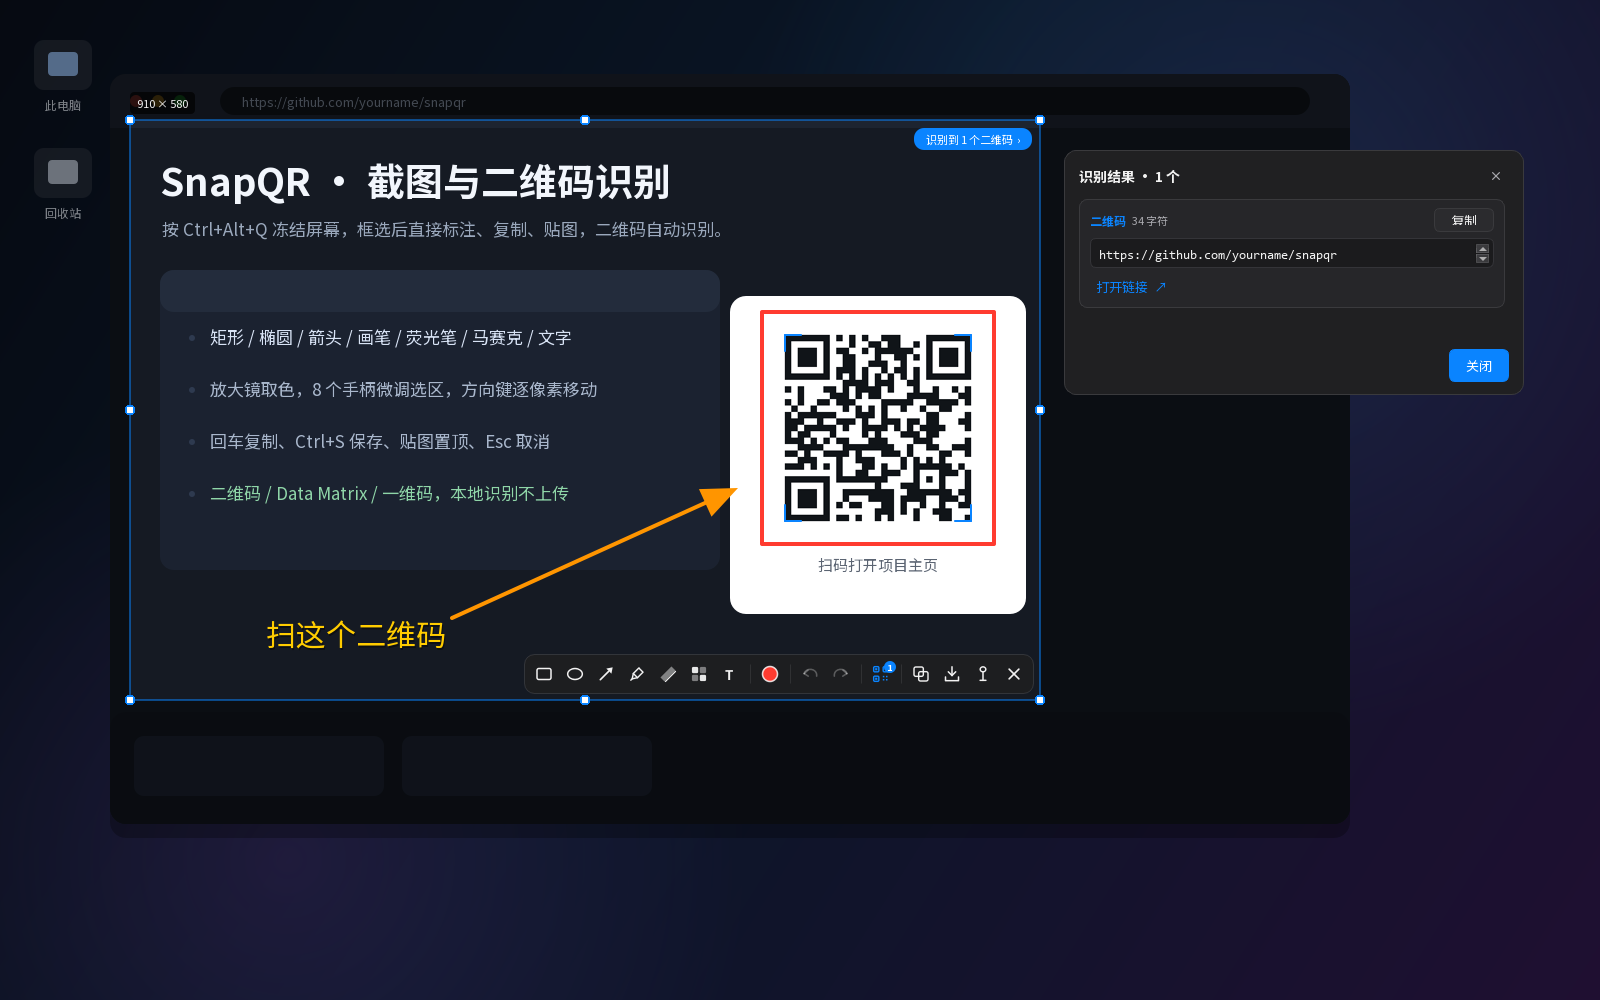 此电脑
回收站
910 × 580
https://github.com/yourname/snapqr
识别到 1 个二维码 ›
SnapQR · 截图与二维码识别
按 Ctrl+Alt+Q 冻结屏幕，框选后直接标注、复制、贴图，二维码自动识别。
矩形 / 椭圆 / 箭头 / 画笔 / 荧光笔 / 马赛克 / 文字
放大镜取色，8 个手柄微调选区，方向键逐像素移动
回车复制、Ctrl+S 保存、贴图置顶、Esc 取消
二维码 / Data Matrix / 一维码，本地识别不上传
扫码打开项目主页
扫这个二维码
T
1
识别结果 · 1 个
二维码 34 字符
复制
https://github.com/yourname/snapqr
打开链接 ↗
关闭